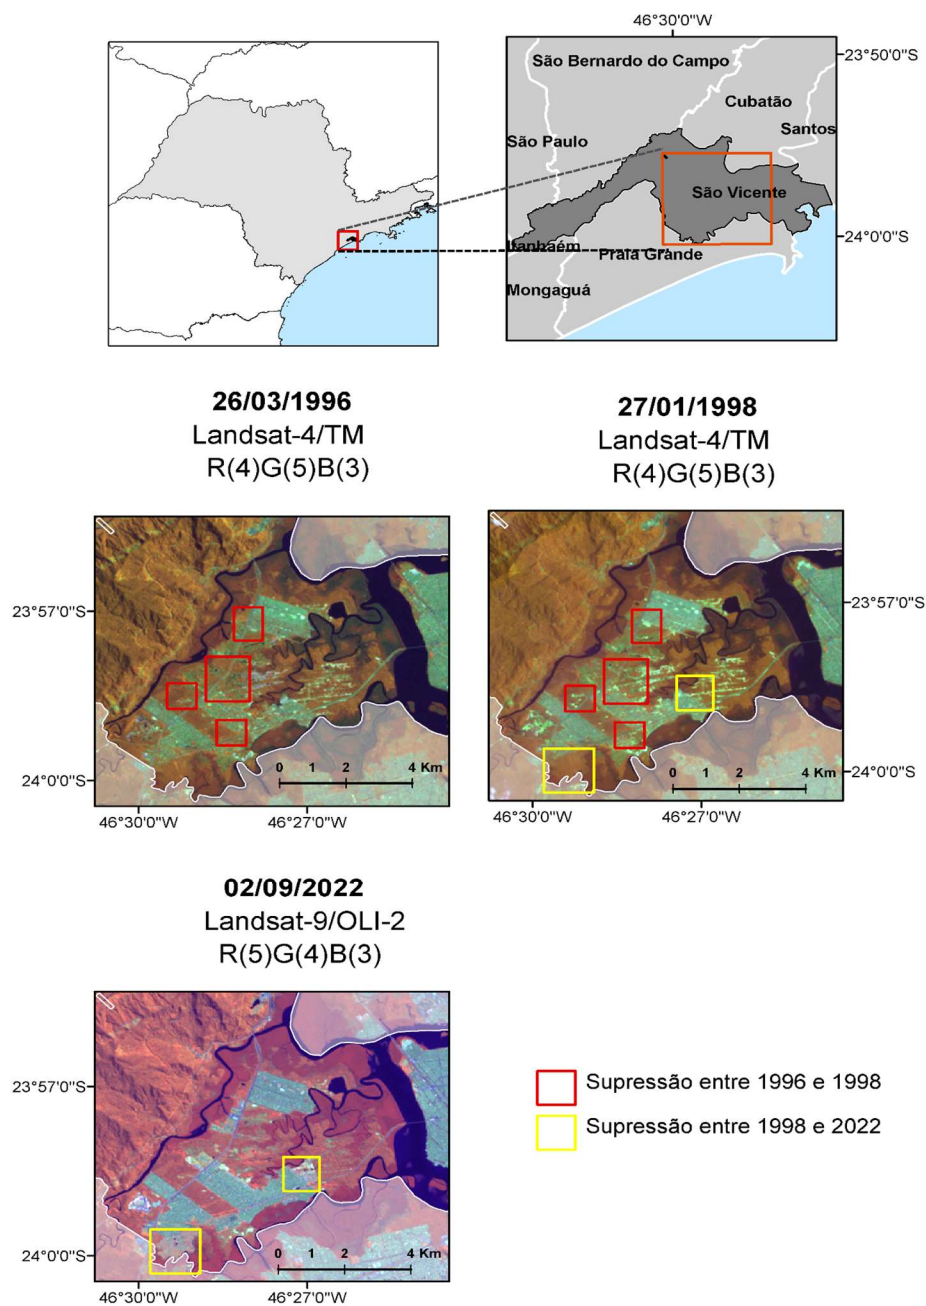 46°30'0"W
São Bernardo do Campo
23°50'0"S
Cubatão
Santos
São Paulo
São Vicente
24°0'0"S
Itanhaém
Praia Grande
Mongaguá
26/03/1996
Landsat-4/TM
R(4)G(5)B(3)
27/01/1998
Landsat-4/TM
R(4)G(5)B(3)
23°57'0"S
24°0'0"S
0 1 2 4 Km
46°30'0"W 46°27'0"W
23°57'0"S
24°0'0"S
0 1 2 4 Km
46°30'0"W 46°27'0"W
02/09/2022
Landsat-9/OLI-2
R(5)G(4)B(3)
23°57'0"S
24°0'0"S
0 1 2 4 Km
46°30'0"W 46°27'0"W
Supressão entre 1996 e 1998
Supressão entre 1998 e 2022